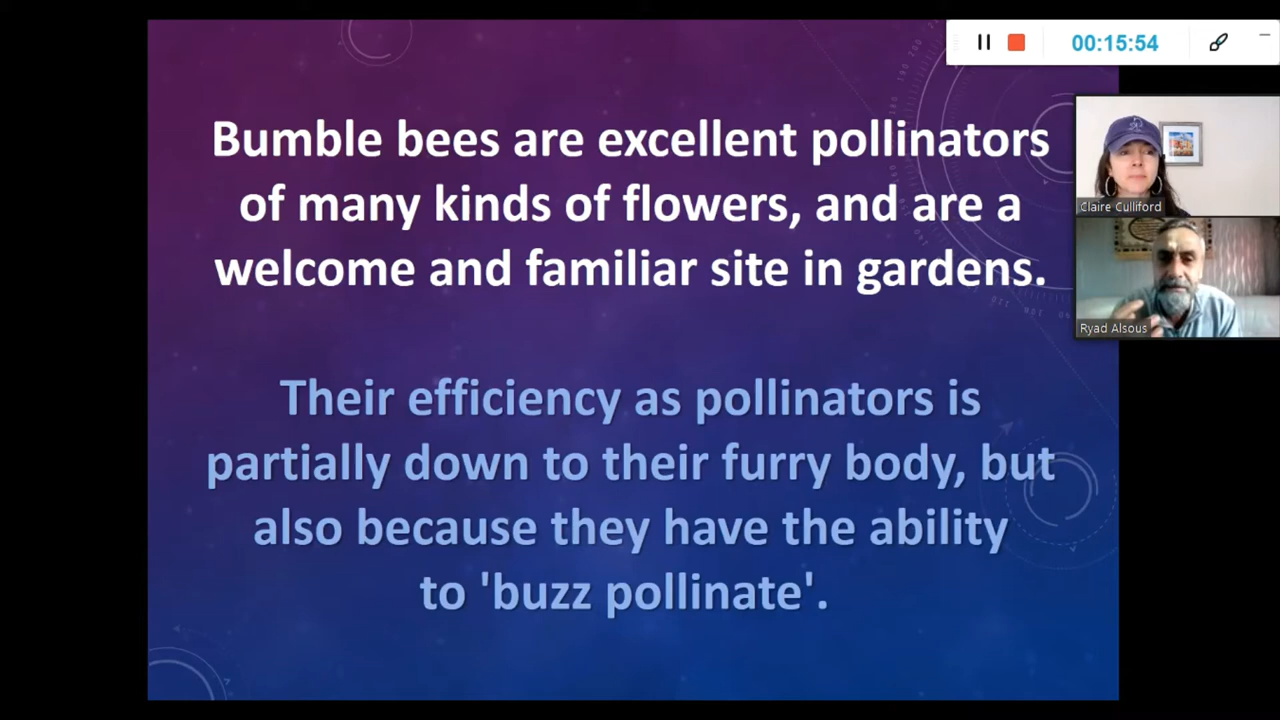 Bumble bees are excellent pollinators
of many kinds of flowers, and are a
welcome and familiar site in gardens.
Their efficiency as pollinators is
partially down to their furry body, but
also because they have the ability
to 'buzz pollinate'.
00:15:54
Claire Culliford
Ryad Alsous